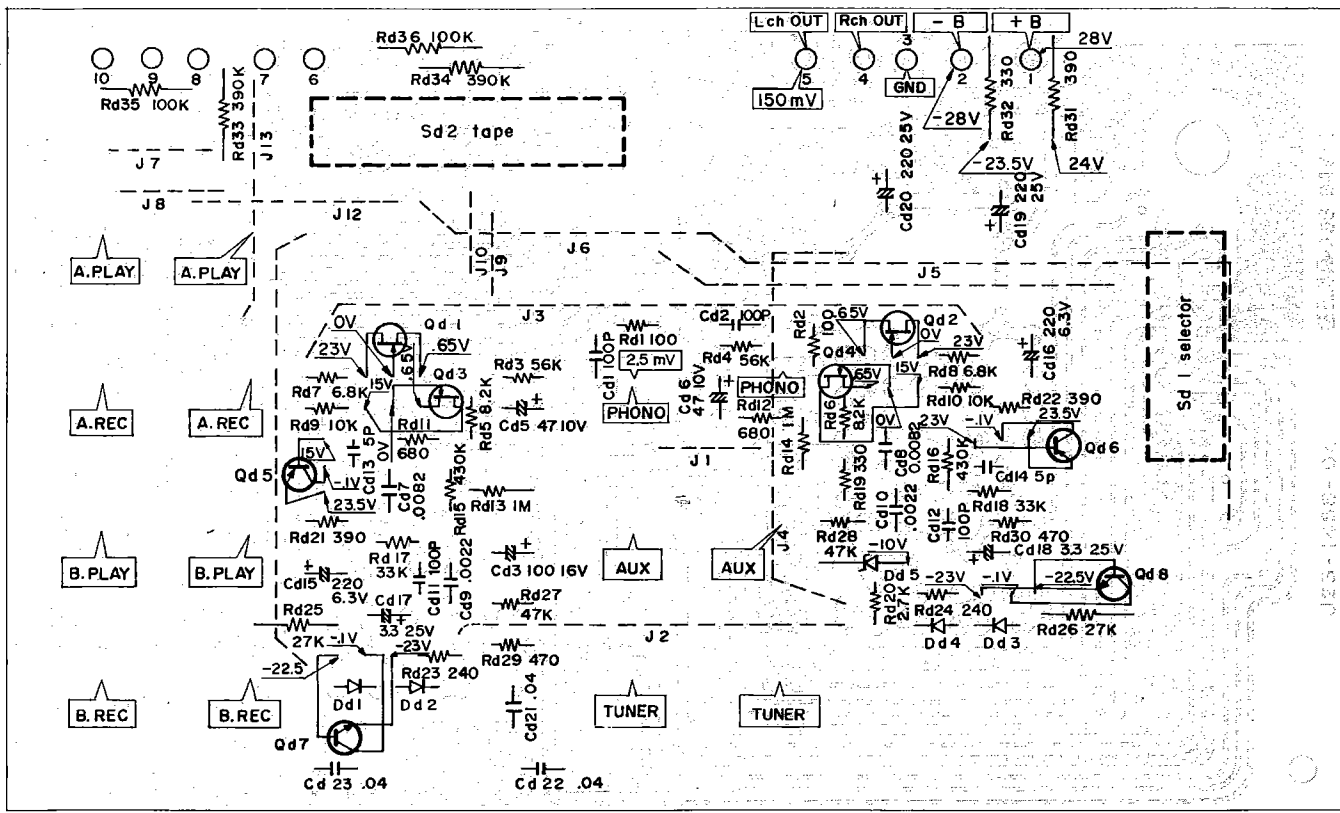 L ch OUT Rch OUT - B + B
28V
Rd36 100K
Rd34 390K
10 9 8 7 6
5 4 3 2 1
150 mV
GND
Rd35 100K
Rd33 390K
J13
Sd2 tape
-28V
Rd32 330
Rd31 390
-23.5V
24V
Cd20 220 25V
Cd19 220 25V
J7
J8
J12
J10
J9
J6
J5
A.PLAY
A.PLAY
J3
Sd 1 selector
0V
23V
Qd 1
.65V
.65V
15V
Qd3
Rd7 6.8K
Rd9 10K
Rd11 680
Rd3 56K
Cd5 47 10V
Rd5 8.2K
Cd1 100P
Rd1 100
2.5 mV
PHONO
Cd2 100P
Rd4 56K
Cd6 47 10V
PHONO
Rd12 680
Rd14 1M
Rd2 100
.65V
Qd4
.65V
Qd2
0V
23V
15V
Rd8 6.8K
Rd10 10K
Cd16 220 6.3V
Rd22 390
23.5V
A.REC
A.REC
15V
Qd5
-.1V
23.5V
Cd13 5P
0V
Cd7 .0082
430K
Rd15
Rd13 1M
J1
Rd6 8.2K
0V
Cd8 0.0082
Rd19 330
Cd10 .0022
23V
-.1V
Rd16 430K
Qd6
Cd14 5p
Rd18 33K
Cd12 100P
Rd30 470
Rd21 390
Rd17 33K
Cd11 100P
Cd9 .0022
Cd3 100 16V
AUX
AUX
J4
Rd28 47K
-10V
Dd5
Cd18 3.3 25V
B.PLAY
B.PLAY
Cd15 220 6.3V
Cd17 3.3 25V
Rd27 47K
Rd20 2.7K
-23V
-.1V
-22.5V
Qd8
Rd24 240
Dd4
Dd3
Rd26 27K
Rd25 27K
-.1V
-23V
-22.5
Rd23 240
Rd29 470
J2
B.REC
B.REC
Dd1
Dd2
Cd21 .04
TUNER
TUNER
Qd7
Cd 23 .04
Cd 22 .04